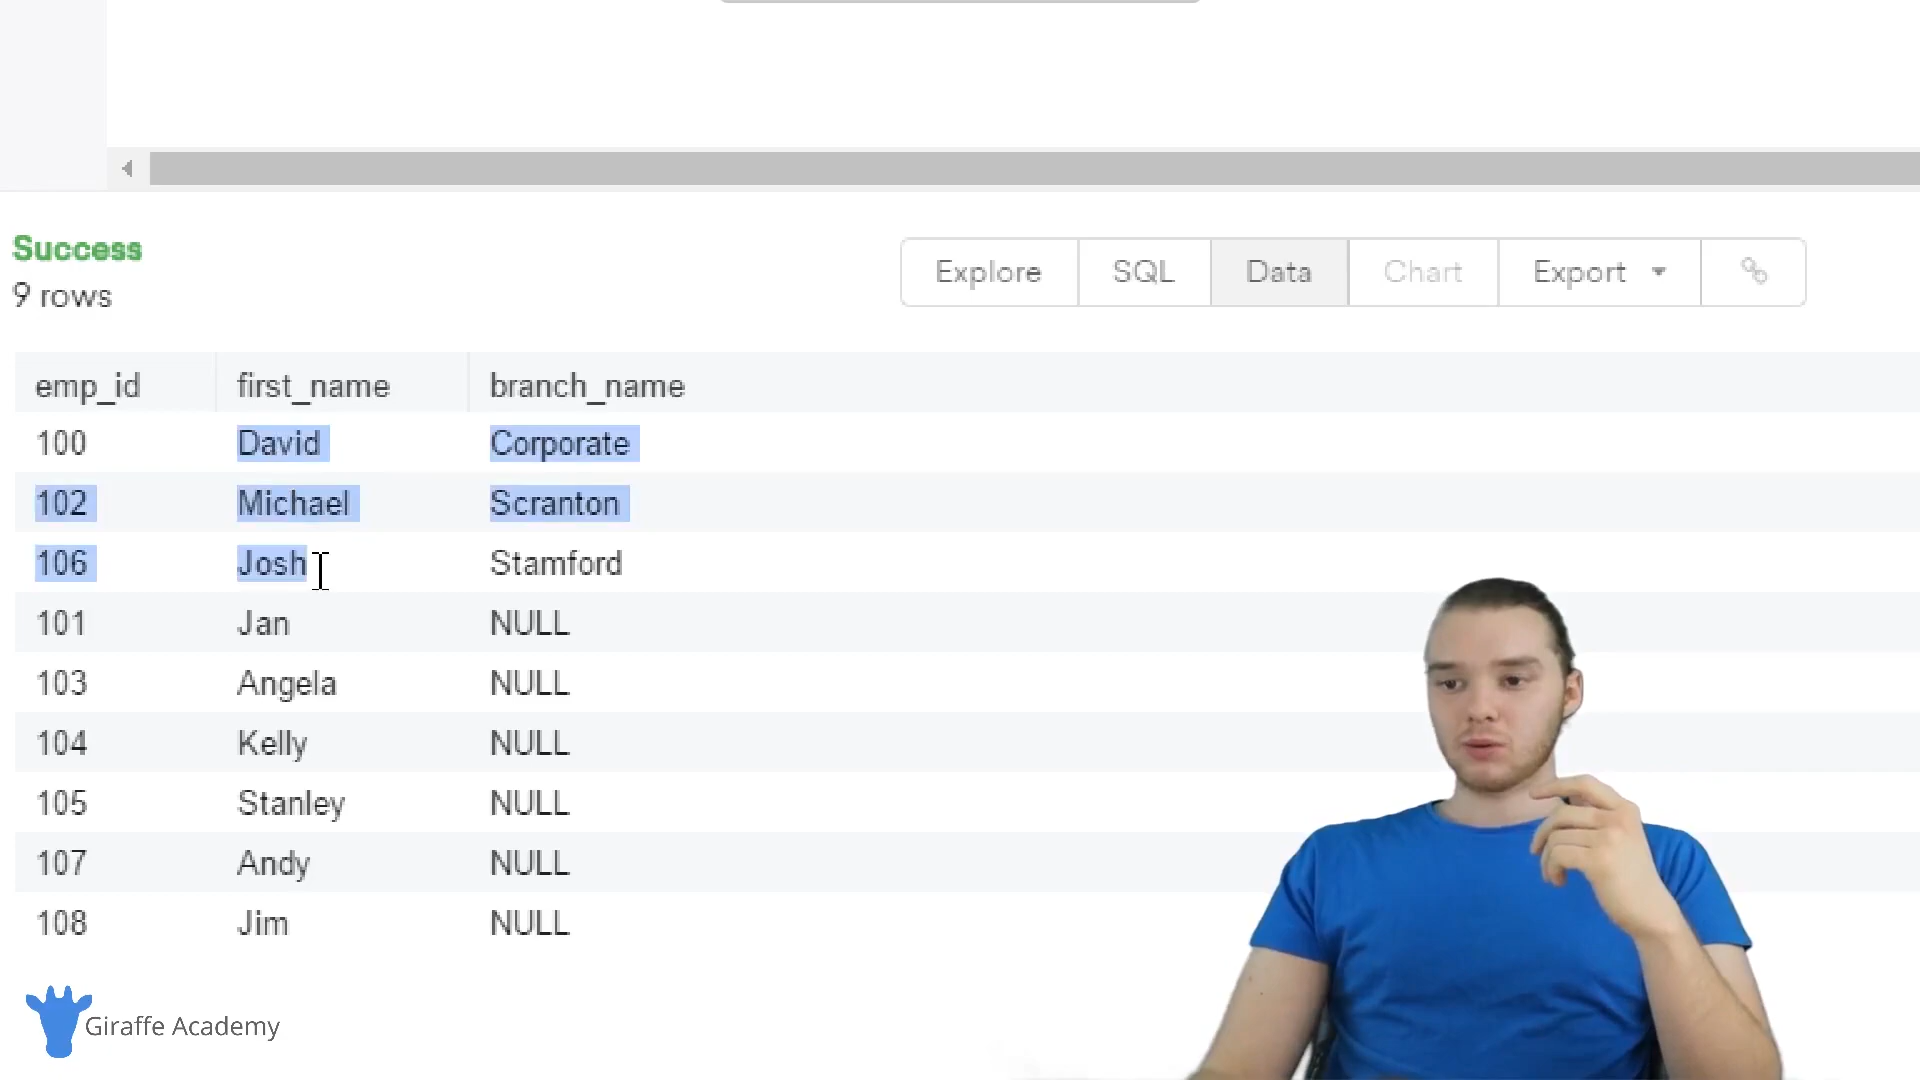 Success
9 rows
Explore SQL Data Chart Export
emp_id first_name branch_name
100 David Corporate
102 Michael Scranton
106 Josh Stamford
101 Jan NULL
103 Angela NULL
104 Kelly NULL
105 Stanley NULL
107 Andy NULL
108 Jim NULL
Giraffe Academy